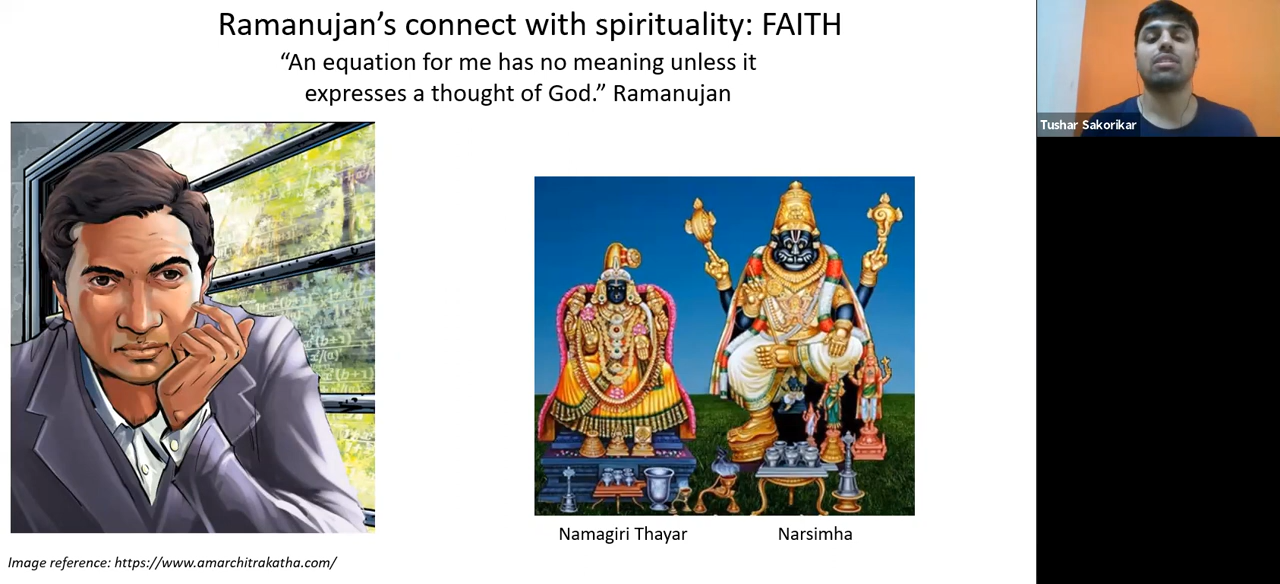 Ramanujan’s connect with spirituality: FAITH
“An equation for me has no meaning unless it
expresses a thought of God.” Ramanujan
Tushar Sakorikar
Namagiri Thayar
Narsimha
Image reference: https://www.amarchitrakatha.com/